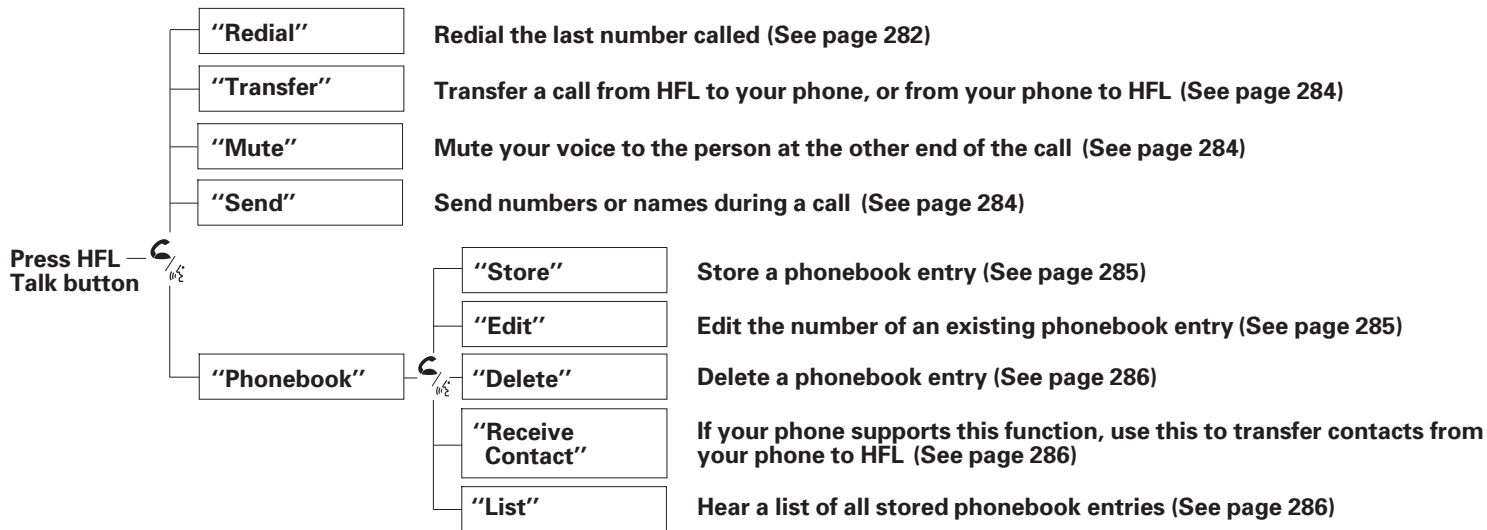 “Redial” Redial the last number called (See page 282)
“Transfer” Transfer a call from HFL to your phone, or from your phone to HFL (See page 284)
“Mute” Mute your voice to the person at the other end of the call (See page 284)
“Send” Send numbers or names during a call (See page 284)
Press HFL
Talk button
“Phonebook”
“Store” Store a phonebook entry (See page 285)
“Edit” Edit the number of an existing phonebook entry (See page 285)
“Delete” Delete a phonebook entry (See page 286)
“Receive
Contact”
If your phone supports this function, use this to transfer contacts from
your phone to HFL (See page 286)
“List” Hear a list of all stored phonebook entries (See page 286)